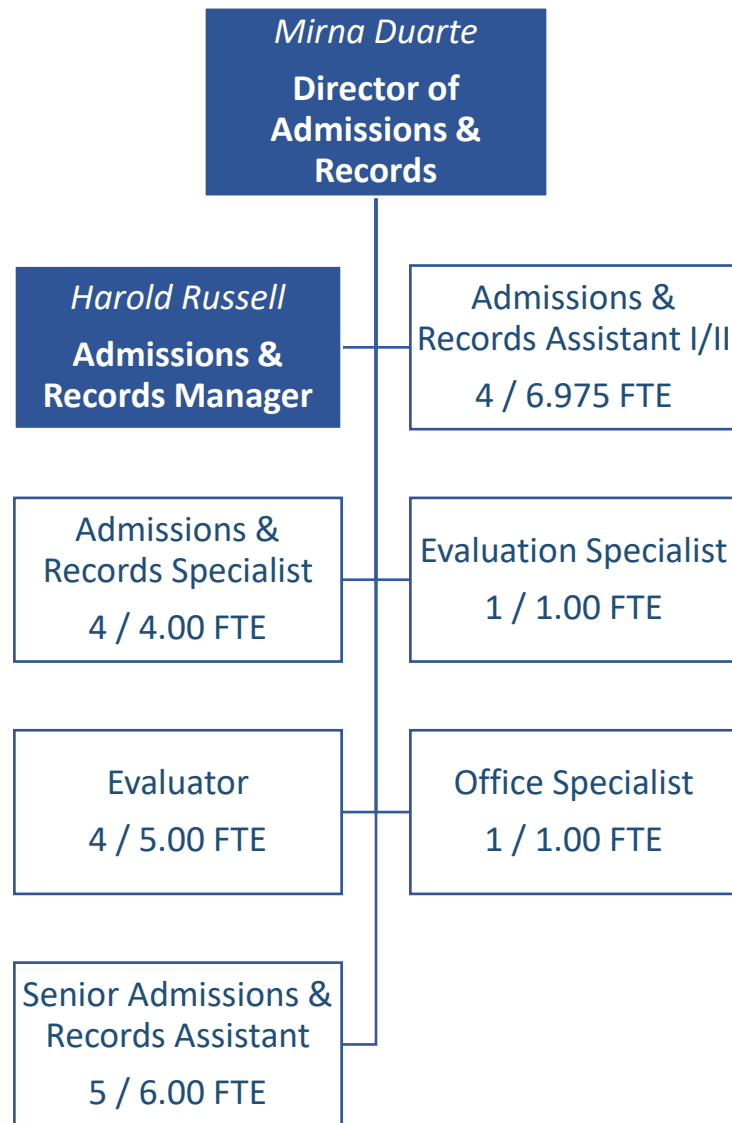 Mirna Duarte
Director of
Admissions &
Records
Harold Russell
Admissions &
Records Manager
Admissions &
Records Assistant I/II
4 / 6.975 FTE
Admissions &
Records Specialist
4 / 4.00 FTE
Evaluation Specialist
1 / 1.00 FTE
Evaluator
4 / 5.00 FTE
Office Specialist
1 / 1.00 FTE
Senior Admissions &
Records Assistant
5 / 6.00 FTE